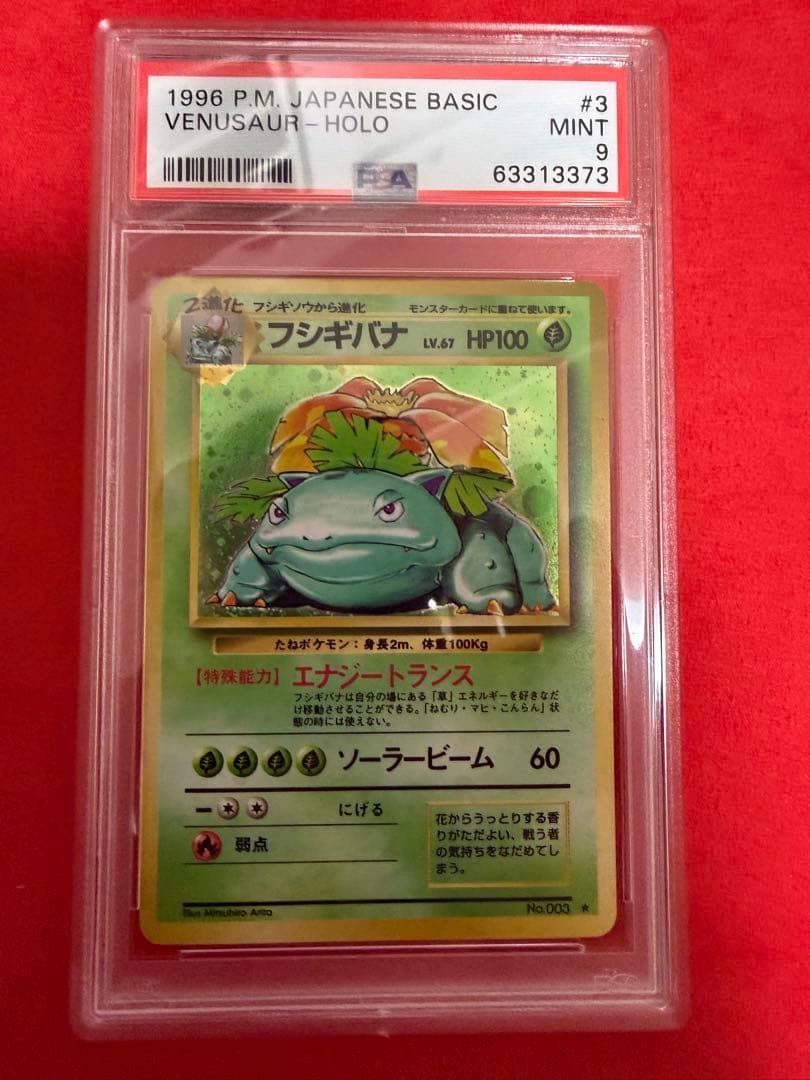 1996 P.M. JAPANESE BASIC #3
VENUSAUR - HOLO MINT
9
PSA 63313373
2進化 フシギソウから進化 モンスターカードに重ねて使います。
フシギバナ LV.67 HP100
たねポケモン:身長2m、体重100Kg
【特殊能力】エナジートランス
フシギバナは自分の場にある「草」エネルギーを好きなだ
け移動させることができる。「ねむり・マヒ・こんらん」状
態の時には使えない。
ソーラービーム 60
にげる
弱点
花からうっとりする香
りがただよい、戦う者
の気持ちをなだめてし
まう。
Illus. Mitsuhiro Arita No.003 ★